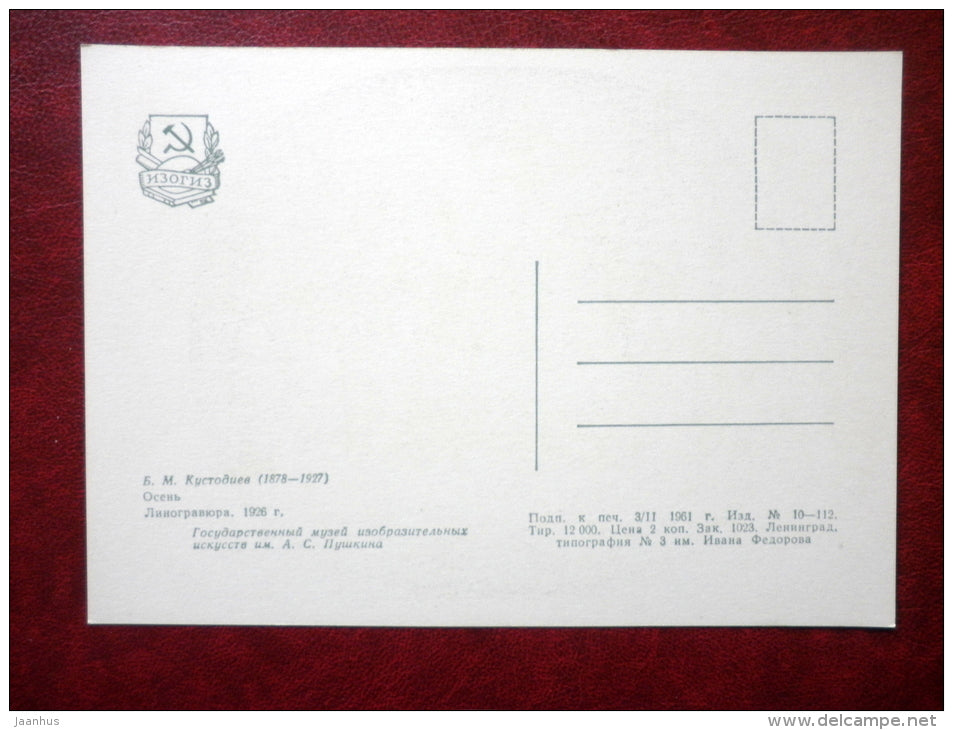 ИЗОГИЗ
Б. М. Кустодиев (1878—1927)
Осень
Линогравюра. 1926 г.
Государственный музей изобразительных
искусств им. А. С. Пушкина
Подп. к печ. 3/II 1961 г. Изд. № 10—112.
Тир. 12 000. Цена 2 коп. Зак. 1023. Ленинград,
типография № 3 им. Ивана Федорова
jaanhus
www.delcampe.net